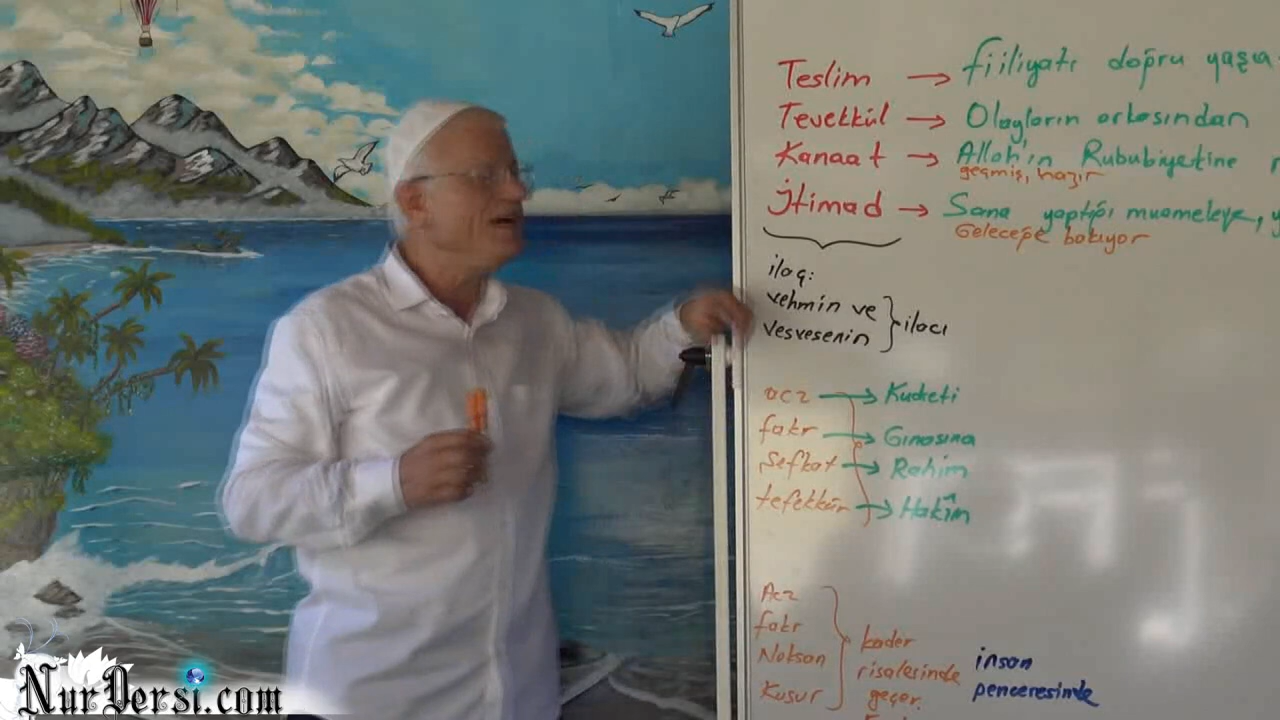 Teslim → fiiliyatı doğru yaşa
Tevekkül → Olayların arkasından
Kanaat → Allah'ın Rububiyetine
geçmiş, hazır
İtimad → Sana yaptığı muameleye,
Geleceğe bakıyor
ilaç:
vehmin ve
vesvesenin } ilacı
acz → Kudreti
fakr → Gınasına
şefkat → Rahim
tefekkür → Hakîm
Acz
fakr
Noksan
Kusur
kader
risalesinde
geçer.
insan
penceresinde
NurDersi.com